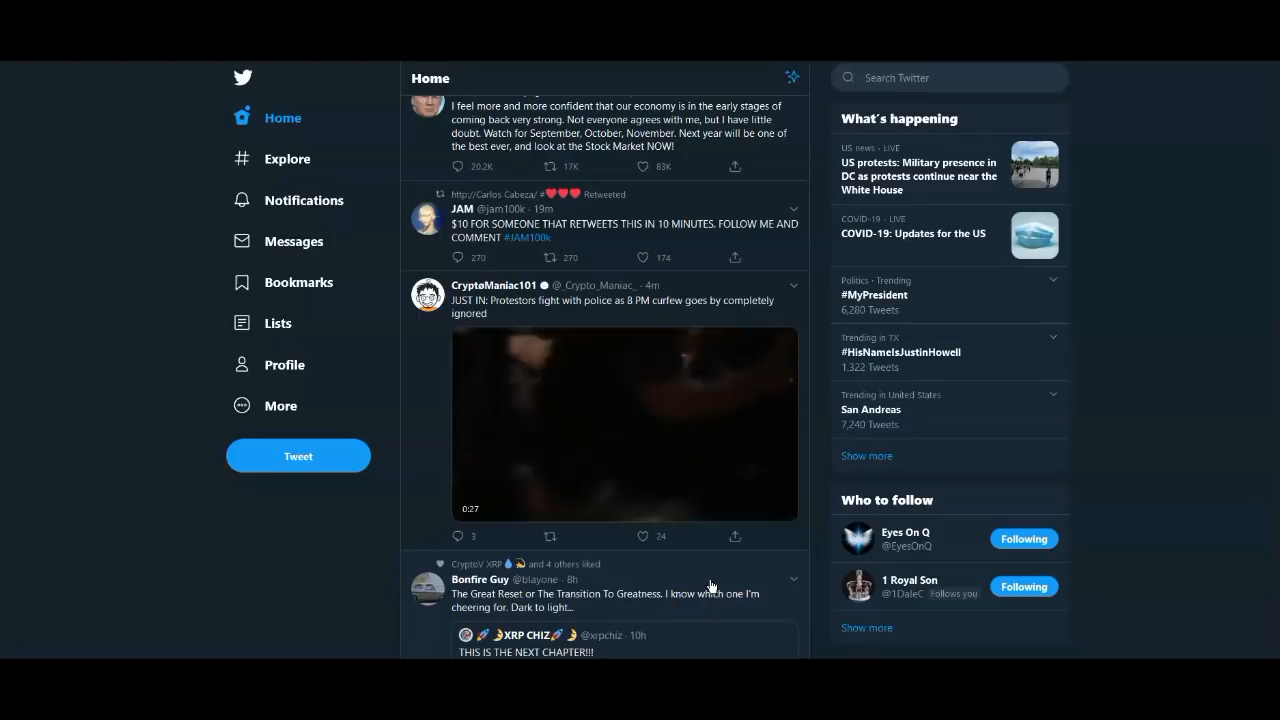 Home
Explore
Notifications
Messages
Bookmarks
Lists
Profile
More
Tweet
Home
I feel more and more confident that our economy is in the early stages of
coming back very strong. Not everyone agrees with me, but I have little
doubt. Watch for September, October, November. Next year will be one of
the best ever, and look at the Stock Market NOW!
20.2K 17K 83K
http://Carlos Cabeza/ #❤❤❤ Retweeted
JAM @jam100k · 19m
$10 FOR SOMEONE THAT RETWEETS THIS IN 10 MINUTES. FOLLOW ME AND
COMMENT #JAM100k
270 270 174
CryptøManiac101 @_Crypto_Maniac_ · 4m
JUST IN: Protestors fight with police as 8 PM curfew goes by completely
ignored
0:27
3 24
CryptoV XRP💧💫 and 4 others liked
Bonfire Guy @blayone · 8h
The Great Reset or The Transition To Greatness. I know which one I'm
cheering for. Dark to light...
🚀🌛XRP CHIZ🚀🌛 @xrpchiz · 10h
THIS IS THE NEXT CHAPTER!!!
Search Twitter
What's happening
US news · LIVE
US protests: Military presence in
DC as protests continue near the
White House
COVID-19 · LIVE
COVID-19: Updates for the US
Politics · Trending
#MyPresident
6,280 Tweets
Trending in TX
#HisNameIsJustinHowell
1,322 Tweets
Trending in United States
San Andreas
7,240 Tweets
Show more
Who to follow
Eyes On Q
@EyesOnQ
Following
1 Royal Son
@1DaleC Follows you
Following
Show more